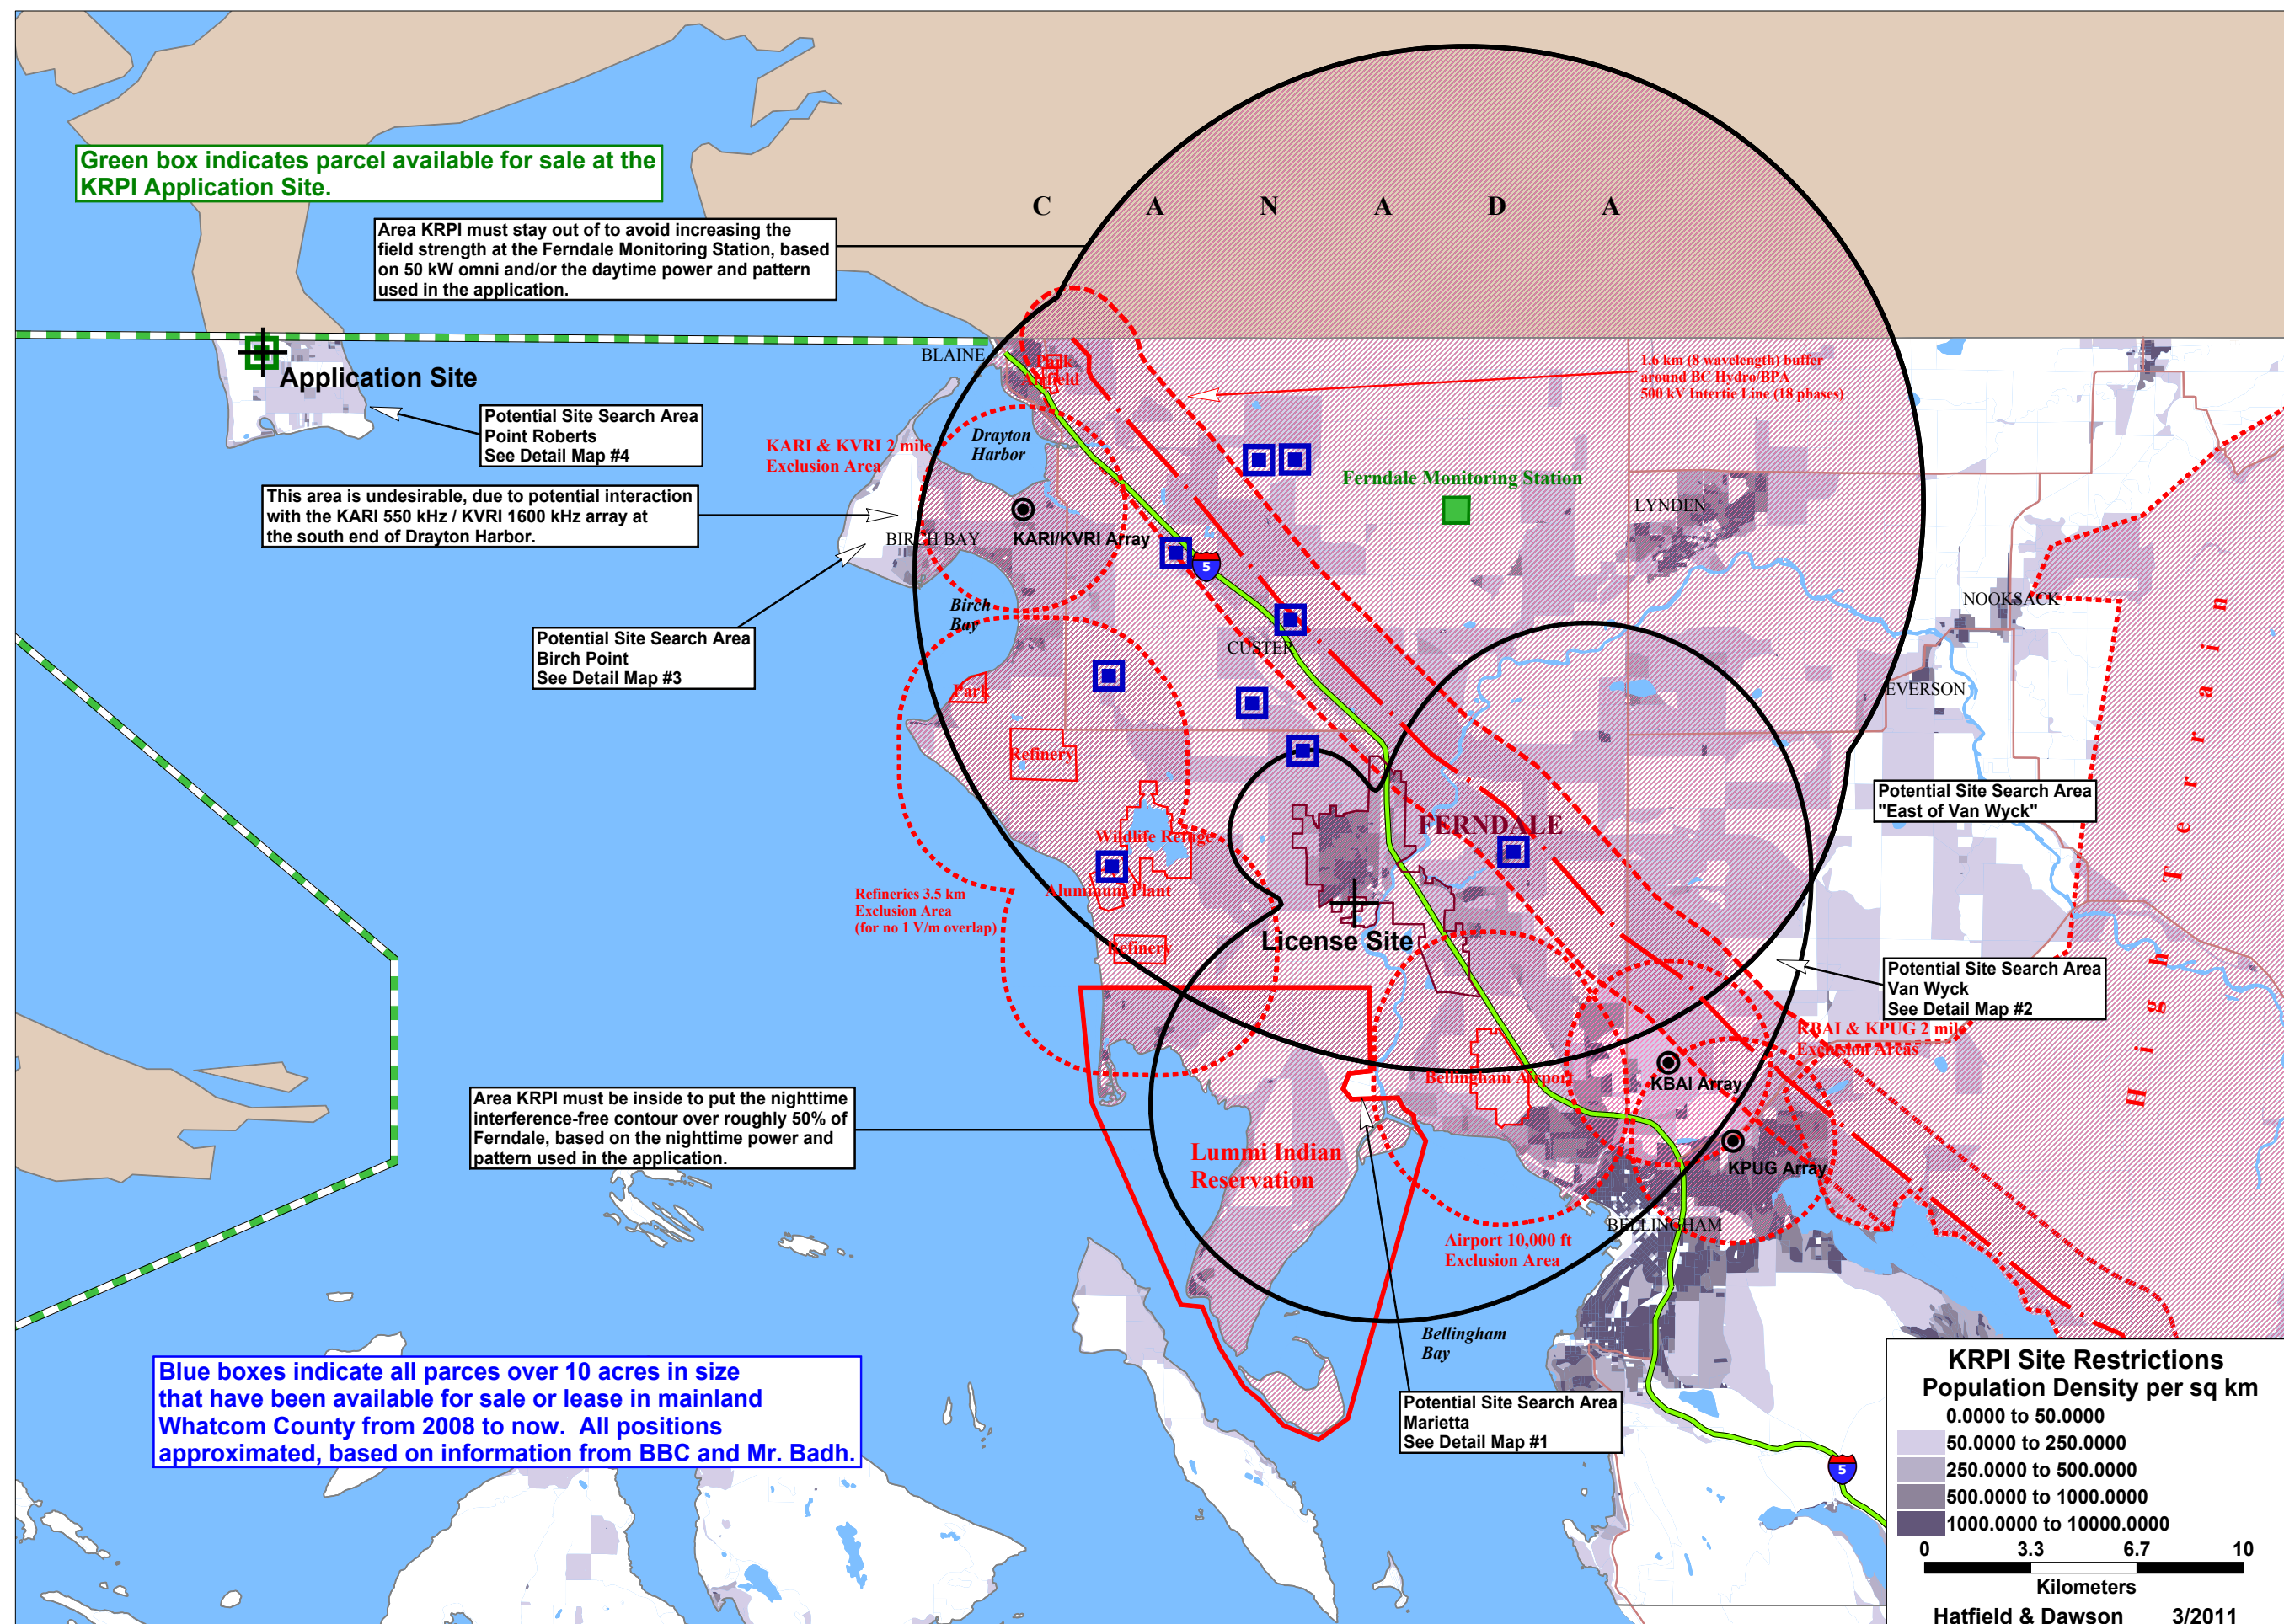 Green box indicates parcel available for sale at the
KRPI Application Site.
C A N A D A
Area KRPI must stay out of to avoid increasing the
field strength at the Ferndale Monitoring Station, based
on 50 kW omni and/or the daytime power and pattern
used in the application.
BLAINE
Park
Airfield
1.6 km (8 wavelength) buffer
around BC Hydro/BPA
500 kV Intertie Line (18 phases)
Application Site
Potential Site Search Area
Point Roberts
See Detail Map #4
KARI & KVRI 2 mile
Exclusion Area
Drayton
Harbor
Ferndale Monitoring Station
LYNDEN
This area is undesirable, due to potential interaction
with the KARI 550 kHz / KVRI 1600 kHz array at
the south end of Drayton Harbor.
BIRCH BAY
KARI/KVRI Array
5
Birch
Bay
NOOKSACK
Potential Site Search Area
Birch Point
See Detail Map #3
CUSTER
Park
EVERSON
High Terrain
Refinery
Potential Site Search Area
"East of Van Wyck"
Wildlife Refuge
FERNDALE
Aluminum Plant
Refineries 3.5 km
Exclusion Area
(for no 1 V/m overlap)
Refinery
License Site
Potential Site Search Area
Van Wyck
See Detail Map #2
KBAI & KPUG 2 mile
Exclusion Areas
Bellingham Airport
KBAI Array
Area KRPI must be inside to put the nighttime
interference-free contour over roughly 50% of
Ferndale, based on the nighttime power and
pattern used in the application.
Lummi Indian
Reservation
KPUG Array
BELLINGHAM
Airport 10,000 ft
Exclusion Area
Bellingham
Bay
Blue boxes indicate all parces over 10 acres in size
that have been available for sale or lease in mainland
Whatcom County from 2008 to now.  All positions
approximated, based on information from BBC and Mr. Badh.
Potential Site Search Area
Marietta
See Detail Map #1
5
KRPI Site Restrictions
Population Density per sq km
0.0000 to 50.0000
50.0000 to 250.0000
250.0000 to 500.0000
500.0000 to 1000.0000
1000.0000 to 10000.0000
0 3.3 6.7 10
Kilometers
Hatfield & Dawson 3/2011